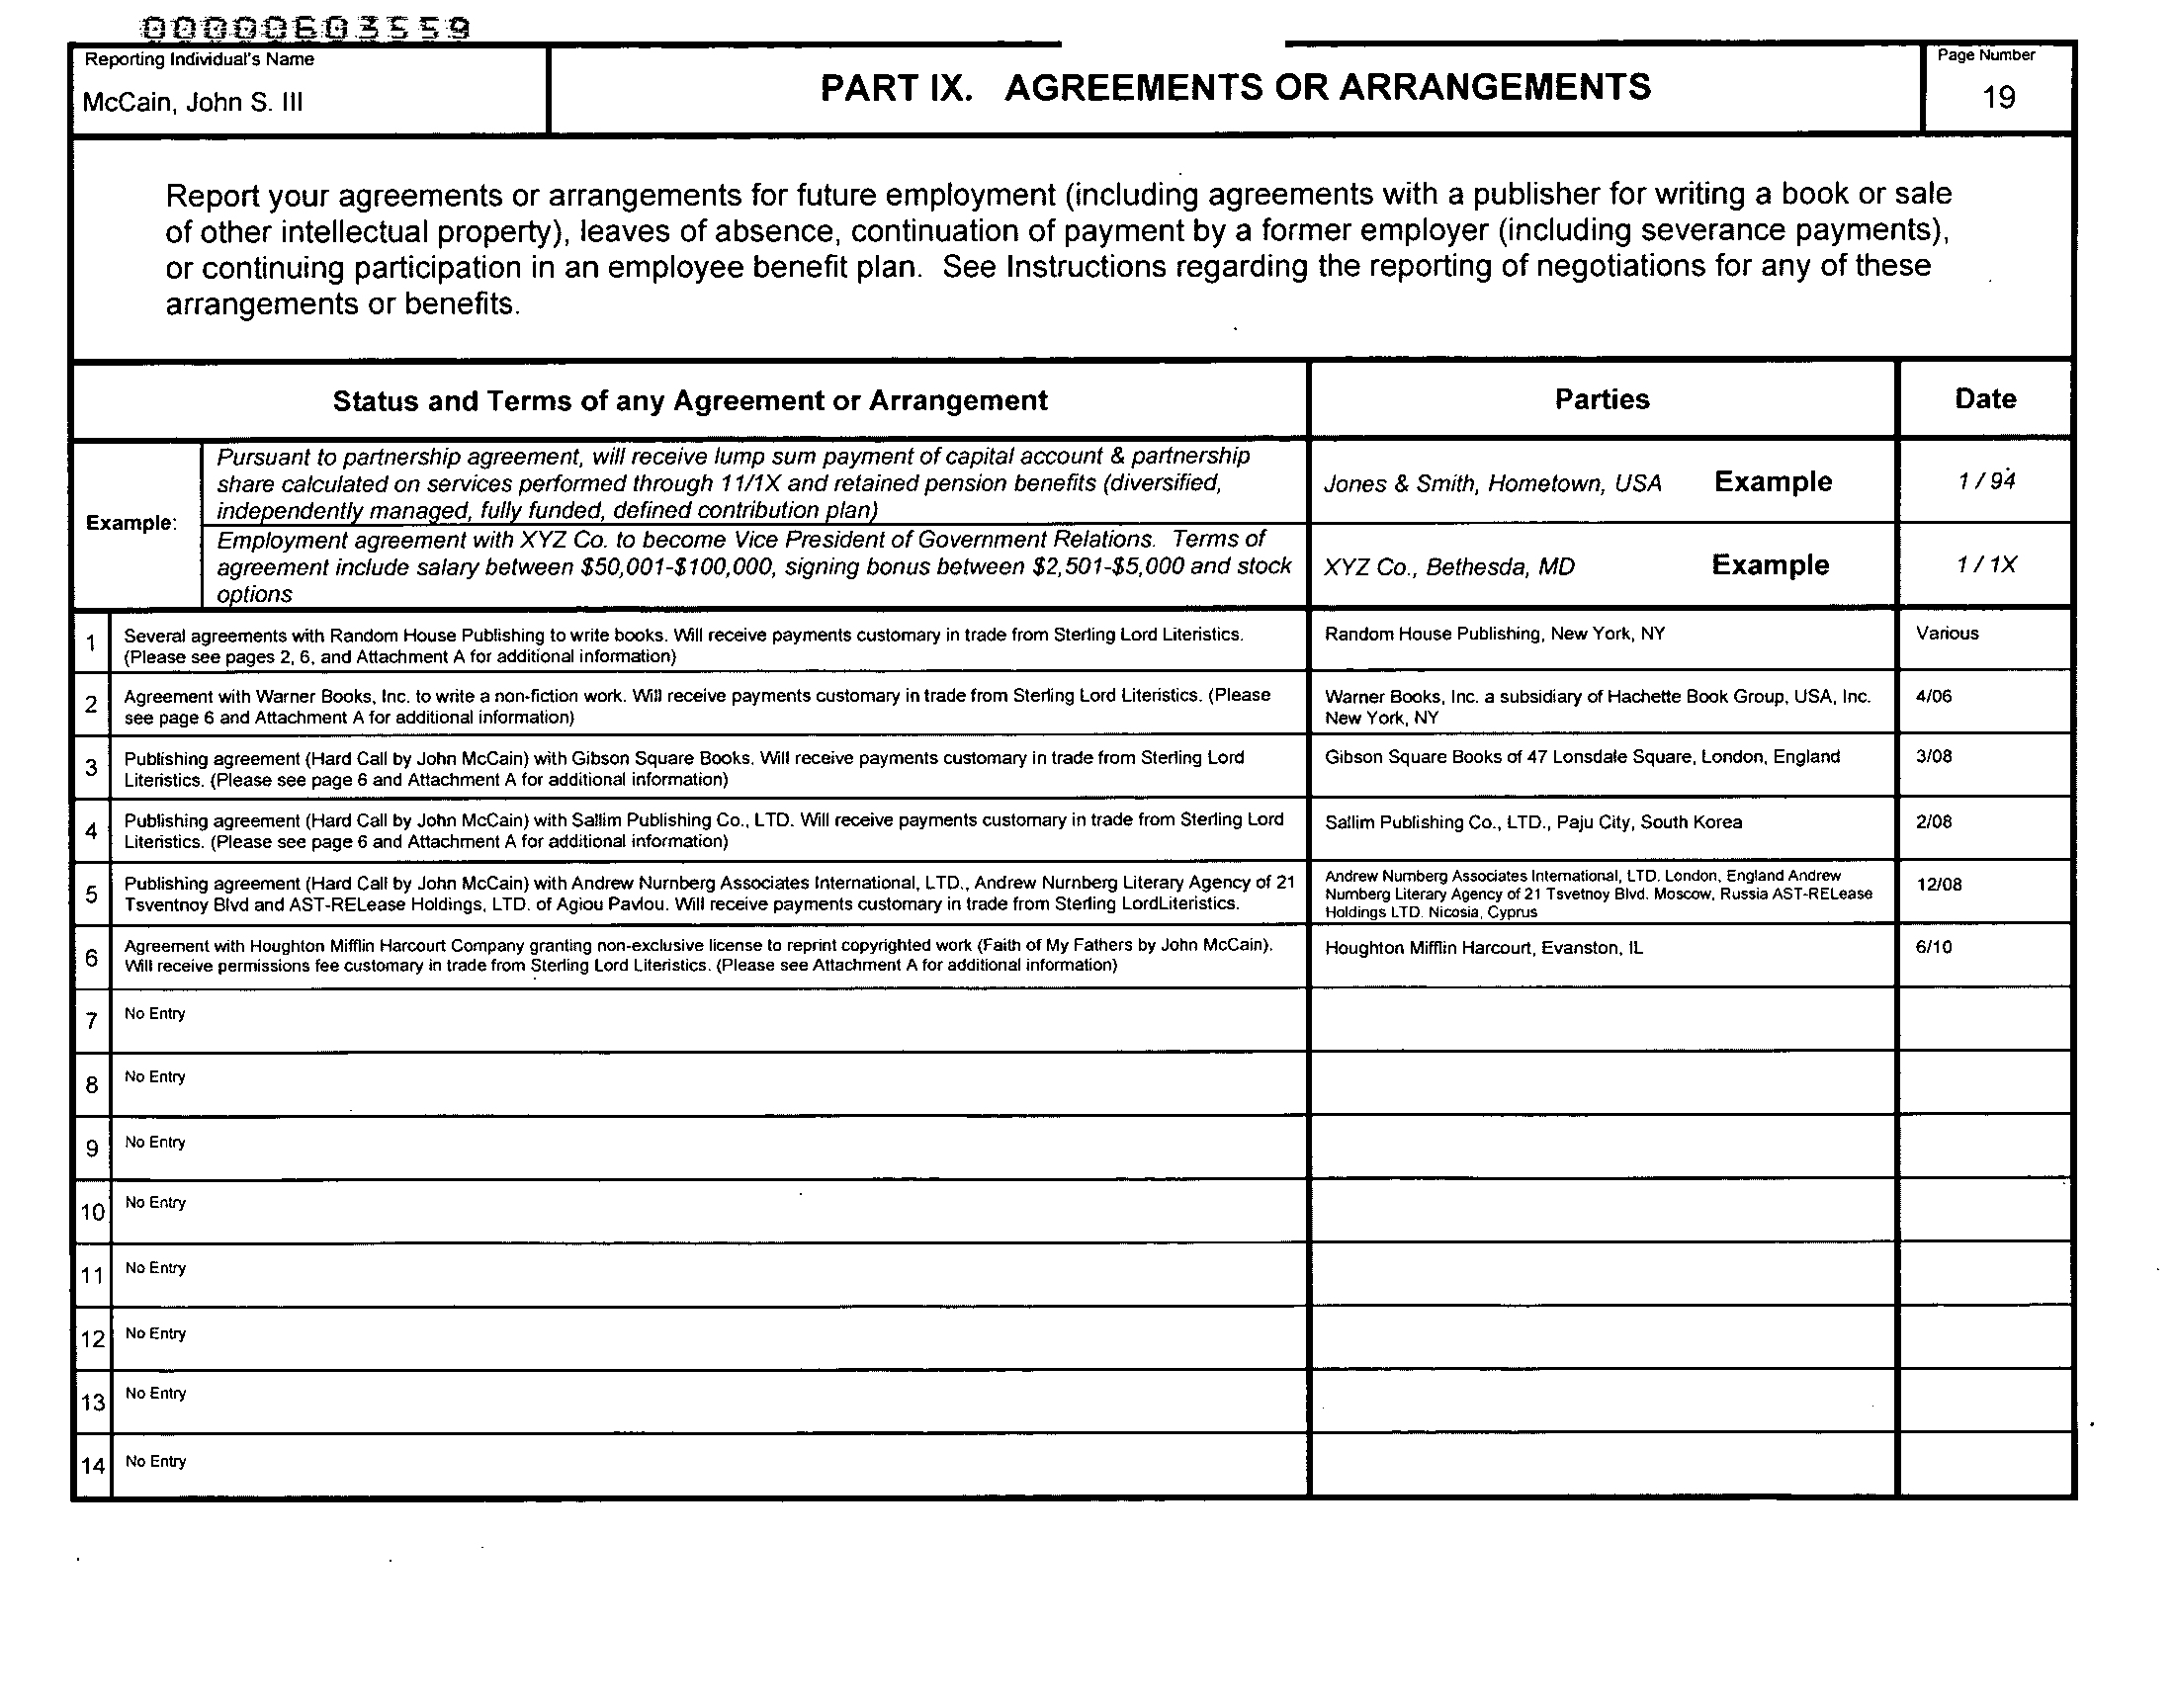 00000603559
Reporting Individual's Name
McCain, John S. III
PART IX. AGREEMENTS OR ARRANGEMENTS
Page Number
19
Report your agreements or arrangements for future employment (including agreements with a publisher for writing a book or sale
of other intellectual property), leaves of absence, continuation of payment by a former employer (including severance payments),
or continuing participation in an employee benefit plan. See Instructions regarding the reporting of negotiations for any of these
arrangements or benefits.
Status and Terms of any Agreement or Arrangement
Parties
Date
Example:
Pursuant to partnership agreement, will receive lump sum payment of capital account & partnership
share calculated on services performed through 11/1X and retained pension benefits (diversified,
independently managed, fully funded, defined contribution plan)
Jones & Smith, Hometown, USA Example
1 / 94
Employment agreement with XYZ Co. to become Vice President of Government Relations. Terms of
agreement include salary between $50,001-$100,000, signing bonus between $2,501-$5,000 and stock
options
XYZ Co., Bethesda, MD Example
1 / 1X
1
Several agreements with Random House Publishing to write books. Will receive payments customary in trade from Sterling Lord Literistics.
(Please see pages 2, 6, and Attachment A for additional information)
Random House Publishing, New York, NY
Various
2
Agreement with Warner Books, Inc. to write a non-fiction work. Will receive payments customary in trade from Sterling Lord Literistics. (Please
see page 6 and Attachment A for additional information)
Warner Books, Inc. a subsidiary of Hachette Book Group, USA, Inc.
New York, NY
4/06
3
Publishing agreement (Hard Call by John McCain) with Gibson Square Books. Will receive payments customary in trade from Sterling Lord
Literistics. (Please see page 6 and Attachment A for additional information)
Gibson Square Books of 47 Lonsdale Square, London, England
3/08
4
Publishing agreement (Hard Call by John McCain) with Sallim Publishing Co., LTD. Will receive payments customary in trade from Sterling Lord
Literistics. (Please see page 6 and Attachment A for additional information)
Sallim Publishing Co., LTD., Paju City, South Korea
2/08
5
Publishing agreement (Hard Call by John McCain) with Andrew Nurnberg Associates International, LTD., Andrew Nurnberg Literary Agency of 21
Tsventnoy Blvd and AST-RELease Holdings, LTD. of Agiou Pavlou. Will receive payments customary in trade from Sterling LordLiteristics.
Andrew Nurnberg Associates International, LTD. London, England Andrew
Nurnberg Literary Agency of 21 Tsvetnoy Blvd. Moscow, Russia AST-RELease
Holdings LTD. Nicosia, Cyprus
12/08
6
Agreement with Houghton Mifflin Harcourt Company granting non-exclusive license to reprint copyrighted work (Faith of My Fathers by John McCain).
Will receive permissions fee customary in trade from Sterling Lord Literistics. (Please see Attachment A for additional information)
Houghton Mifflin Harcourt, Evanston, IL
6/10
7
No Entry
8
No Entry
9
No Entry
10
No Entry
11
No Entry
12
No Entry
13
No Entry
14
No Entry